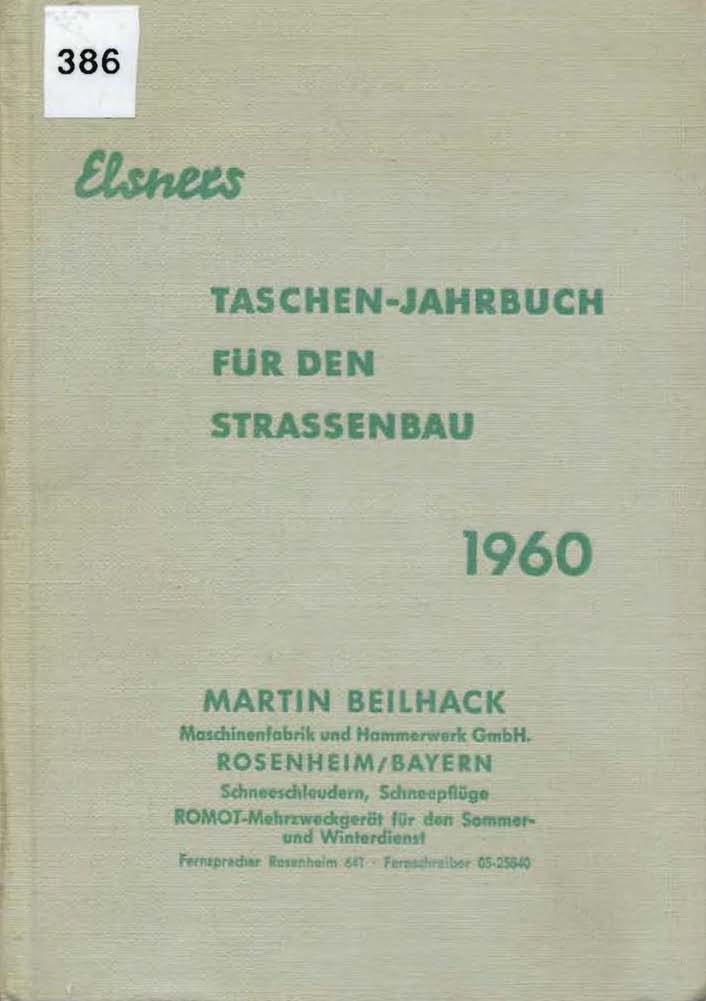 386
Elsners
TASCHEN-JAHRBUCH
FÜR DEN
STRASSENBAU
1960
MARTIN BEILHACK
Maschinenfabrik und Hammerwerk GmbH.
ROSENHEIM/BAYERN
Schneeschleudern, Schneepflüge
ROMOT-Mehrzweckgerät für den Sommer-
und Winterdienst
Fernsprecher Rosenheim 641 · Fernschreiber 05-25840